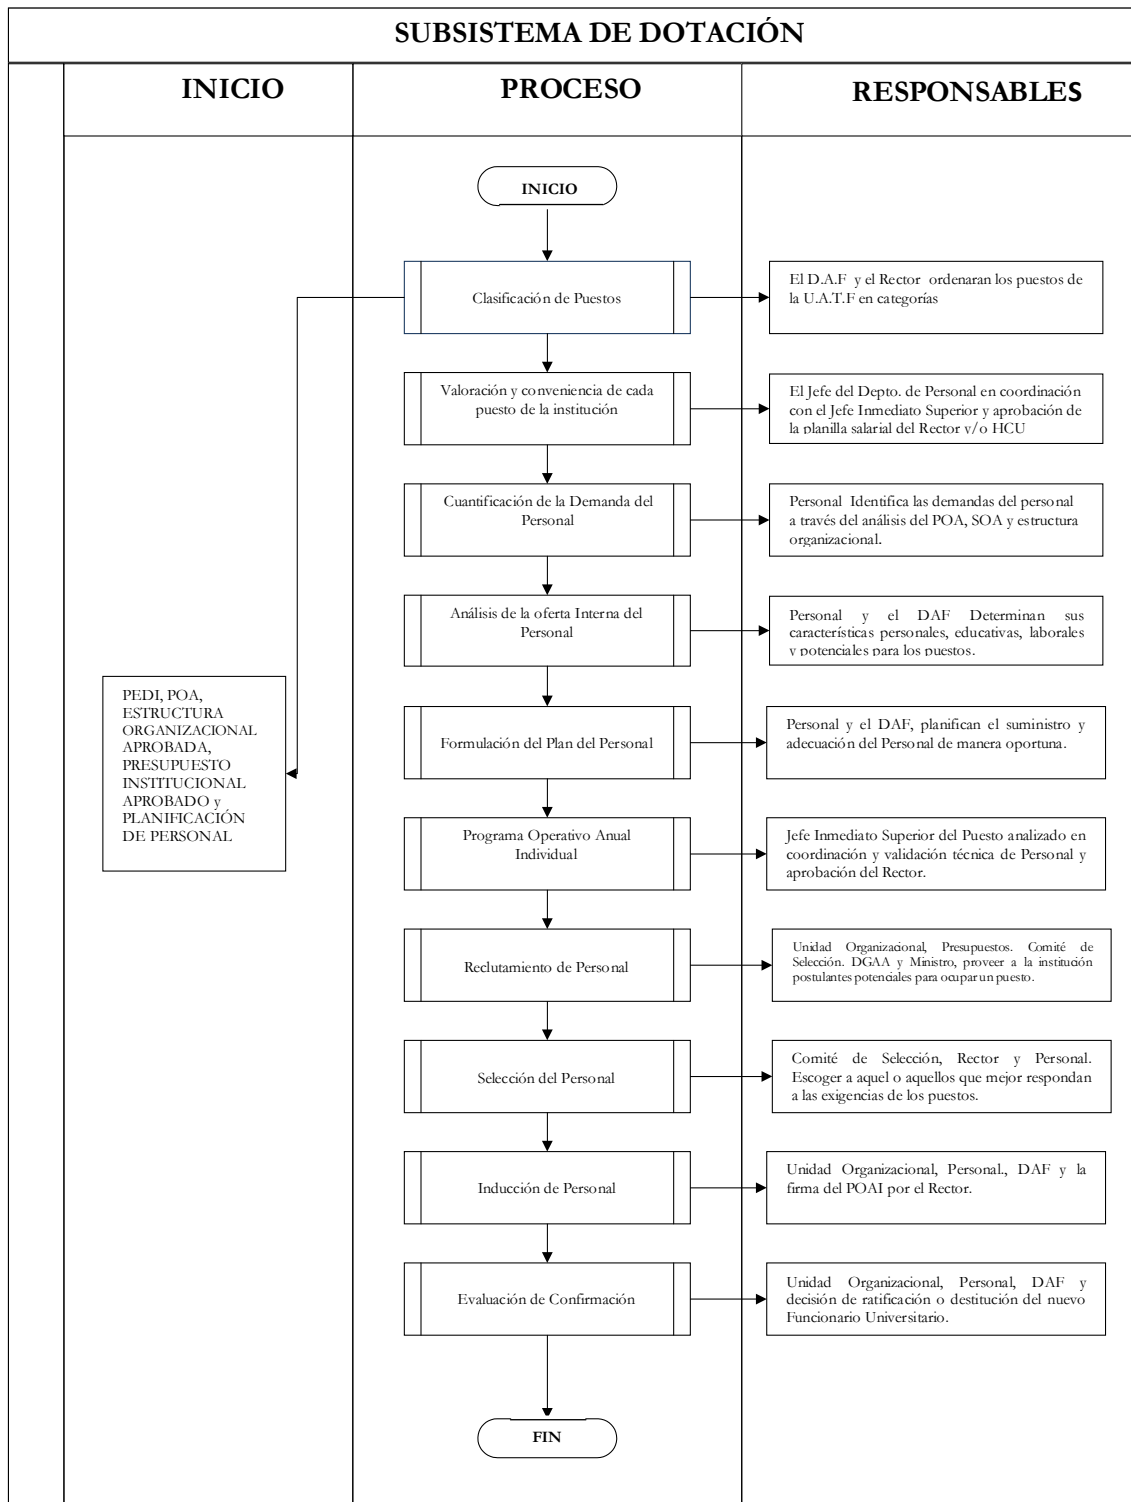 SUBSISTEMA DE DOTACIÓN
INICIO
PROCESO
RESPONSABLES
INICIO
Clasificación de Puestos
El D.A.F y el Rector ordenaran los puestos de
la U.A.T.F en categorías
Valoración y conveniencia de cada
puesto de la institución
El Jefe del Depto. de Personal en coordinación
con el Jefe Inmediato Superior y aprobación de
la planilla salarial del Rector y/o HCU
Cuantificación de la Demanda del
Personal
Personal Identifica las demandas del personal
a través del análisis del POA, SOA y estructura
organizacional.
Análisis de la oferta Interna del
Personal
Personal y el DAF Determinan sus
características personales, educativas, laborales
y potenciales para los puestos.
PEDI, POA,
ESTRUCTURA
ORGANIZACIONAL
APROBADA,
PRESUPUESTO
INSTITUCIONAL
APROBADO y
PLANIFICACIÓN
DE PERSONAL
Formulación del Plan del Personal
Personal y el DAF, planifican el suministro y
adecuación del Personal de manera oportuna.
Programa Operativo Anual
Individual
Jefe Inmediato Superior del Puesto analizado en
coordinación y validación técnica de Personal y
aprobación del Rector.
Reclutamiento de Personal
Unidad Organizacional, Presupuestos. Comité de
Selección. DGAA y Ministro, proveer a la institución
postulantes potenciales para ocupar un puesto.
Selección del Personal
Comité de Selección, Rector y Personal.
Escoger a aquel o aquellos que mejor respondan
a las exigencias de los puestos.
Inducción de Personal
Unidad Organizacional, Personal., DAF y la
firma del POAI por el Rector.
Evaluación de Confirmación
Unidad Organizacional, Personal, DAF y
decisión de ratificación o destitución del nuevo
Funcionario Universitario.
FIN